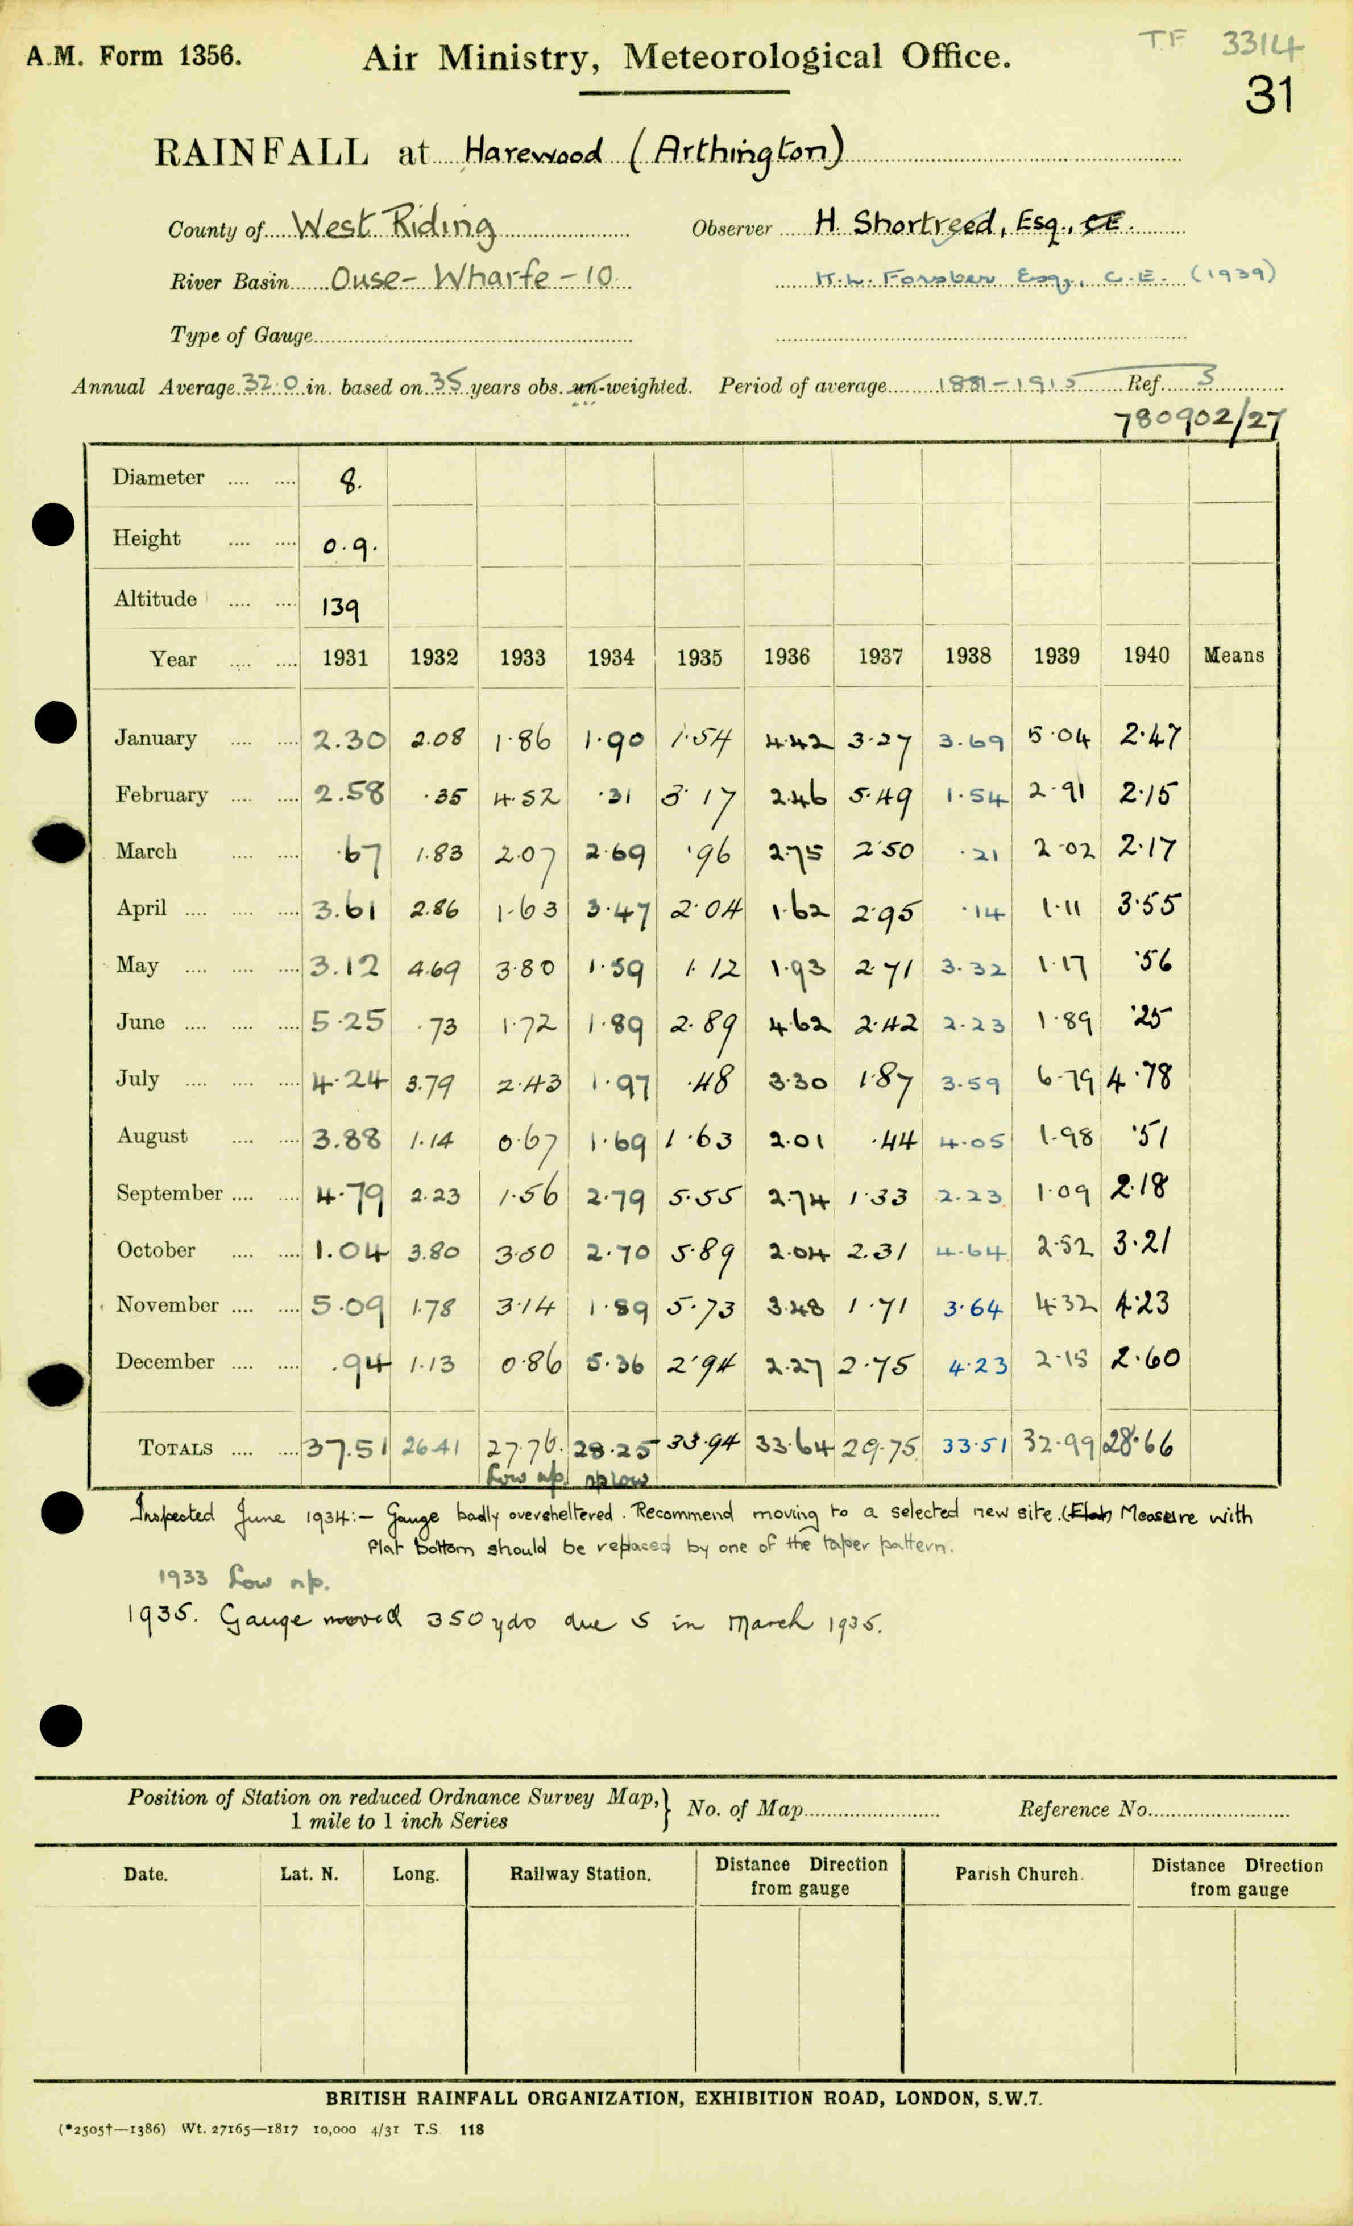 A.M. Form 1356. Air Ministry, Meteorological Office. T.F 3314
31
RAINFALL at Harewood (Arthington)
County of West Riding Observer H. Shortreed, Esq., CE.
River Basin Ouse - Wharfe - 10 Esq., C.E. (1939)
Type of Gauge
Annual Average 32.0 in. based on 35 years obs. un-weighted. Period of average 1881-1915 Ref. S
780902/27
Diameter 8.
Height 0.9.
Altitude 139
Year 1931 1932 1933 1934 1935 1936 1937 1938 1939 1940 Means
January 2.30 2.08 1.86 1.90 1.54 4.42 3.27 3.69 5.04 2.47
February 2.58 .35 4.52 .31 3.17 2.46 5.49 1.54 2.91 2.15
March .67 1.83 2.07 2.69 .96 2.75 2.50 .21 2.02 2.17
April 3.61 2.86 1.63 3.47 2.04 1.62 2.95 .14 1.11 3.55
May 3.12 4.69 3.80 1.59 1.12 1.93 2.71 3.32 1.17 .56
June 5.25 .73 1.72 1.89 2.89 4.62 2.42 2.23 1.89 .25
July 4.24 3.79 2.43 1.97 .48 3.30 1.87 3.59 6.79 4.78
August 3.88 1.14 0.67 1.69 1.63 2.01 .44 4.05 1.98 .51
September 4.79 2.23 1.56 2.79 5.55 2.74 1.33 2.23 1.09 2.18
October 1.04 3.80 3.50 2.70 5.89 2.04 2.31 4.64 2.52 3.21
November 5.09 1.78 3.14 1.89 5.73 3.48 1.71 3.64 4.32 4.23
December .94 1.13 0.86 5.36 2.94 2.27 2.75 4.23 2.15 2.60
TOTALS 37.51 26.41 27.76. 28.25 33.94 33.64 29.75 33.51 32.99 28.66
low np. np low
Inspected June 1934:- Gauge badly oversheltered. Recommend moving to a selected new site. (Flat) Measure with
flat bottom should be replaced by one of the taper pattern.
1933 Low np.
1935. Gauge moved 350 yds due S in March 1935.
Position of Station on reduced Ordnance Survey Map,} No. of Map Reference No.
1 mile to 1 inch Series
Date. Lat. N. Long. Railway Station. Distance Direction from gauge Parish Church. Distance Direction from gauge
BRITISH RAINFALL ORGANIZATION, EXHIBITION ROAD, LONDON, S.W.7.
(*2505†—1386) Wt. 27165—1817 10,000 4/31 T.S. 118